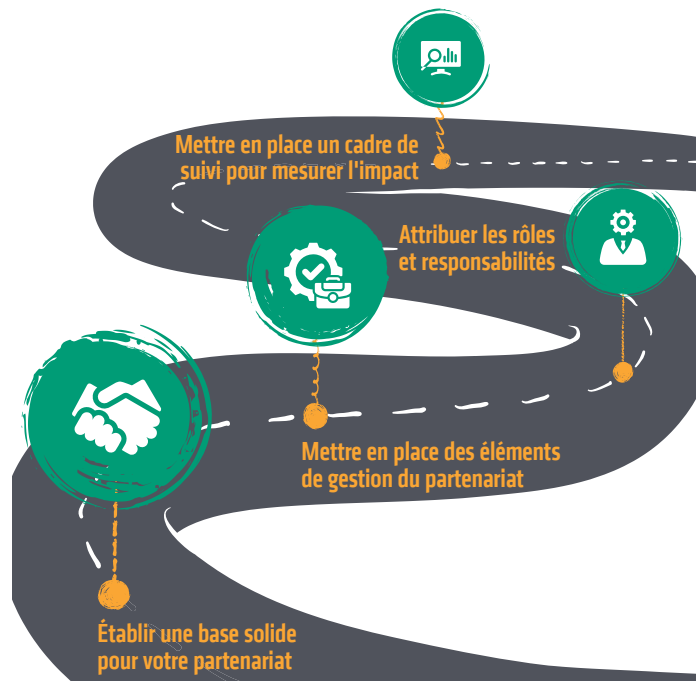 Mettre en place un cadre de
suivi pour mesurer l'impact
Attribuer les rôles
et responsabilités
Mettre en place des éléments
de gestion du partenariat
Établir une base solide
pour votre partenariat